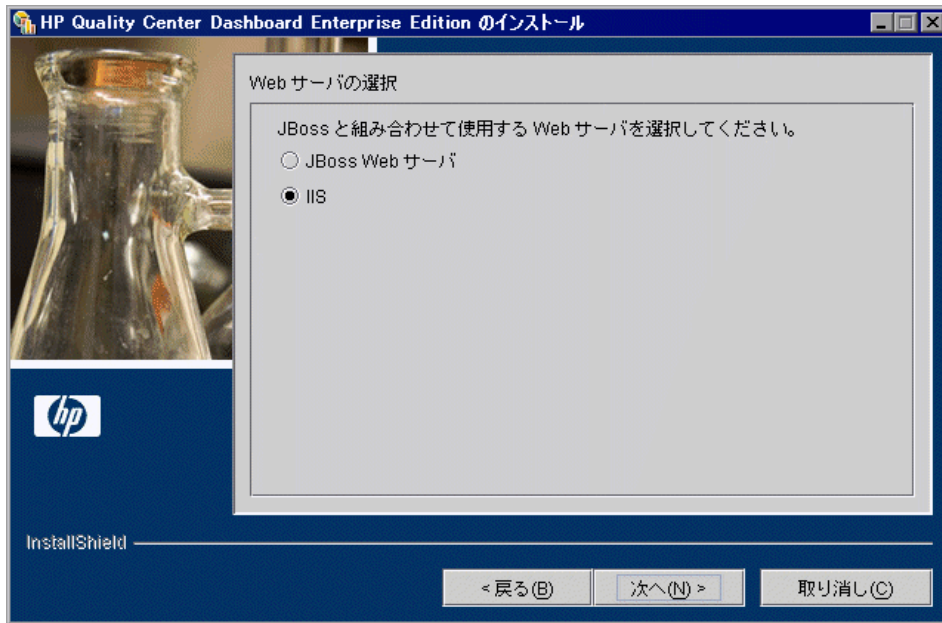 HP Quality Center Dashboard Enterprise Edition のインストール
Web サーバの選択
JBoss と組み合わせて使用する Web サーバを選択してください。
JBoss Web サーバ
IIS
hp
InstallShield
< 戻る(B)
次へ(N) >
取り消し(C)